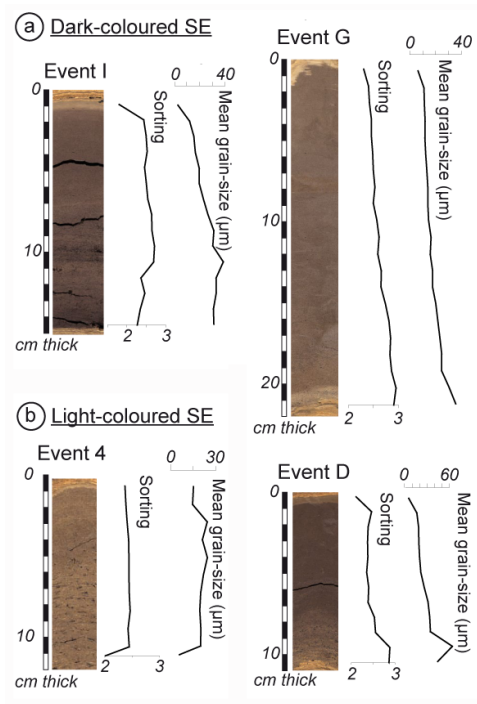 a Dark-coloured SE
Event I
0
10
cm thick
Sorting
2 3
0 40
Mean grain-size (μm)
Event G
0
10
20
cm thick
Sorting
2 3
0 40
Mean grain-size (μm)
b Light-coloured SE
Event 4
0
10
cm thick
Sorting
2 3
0 30
Mean grain-size (μm)
Event D
0
10
cm thick
Sorting
2 3
0 60
Mean grain-size (μm)